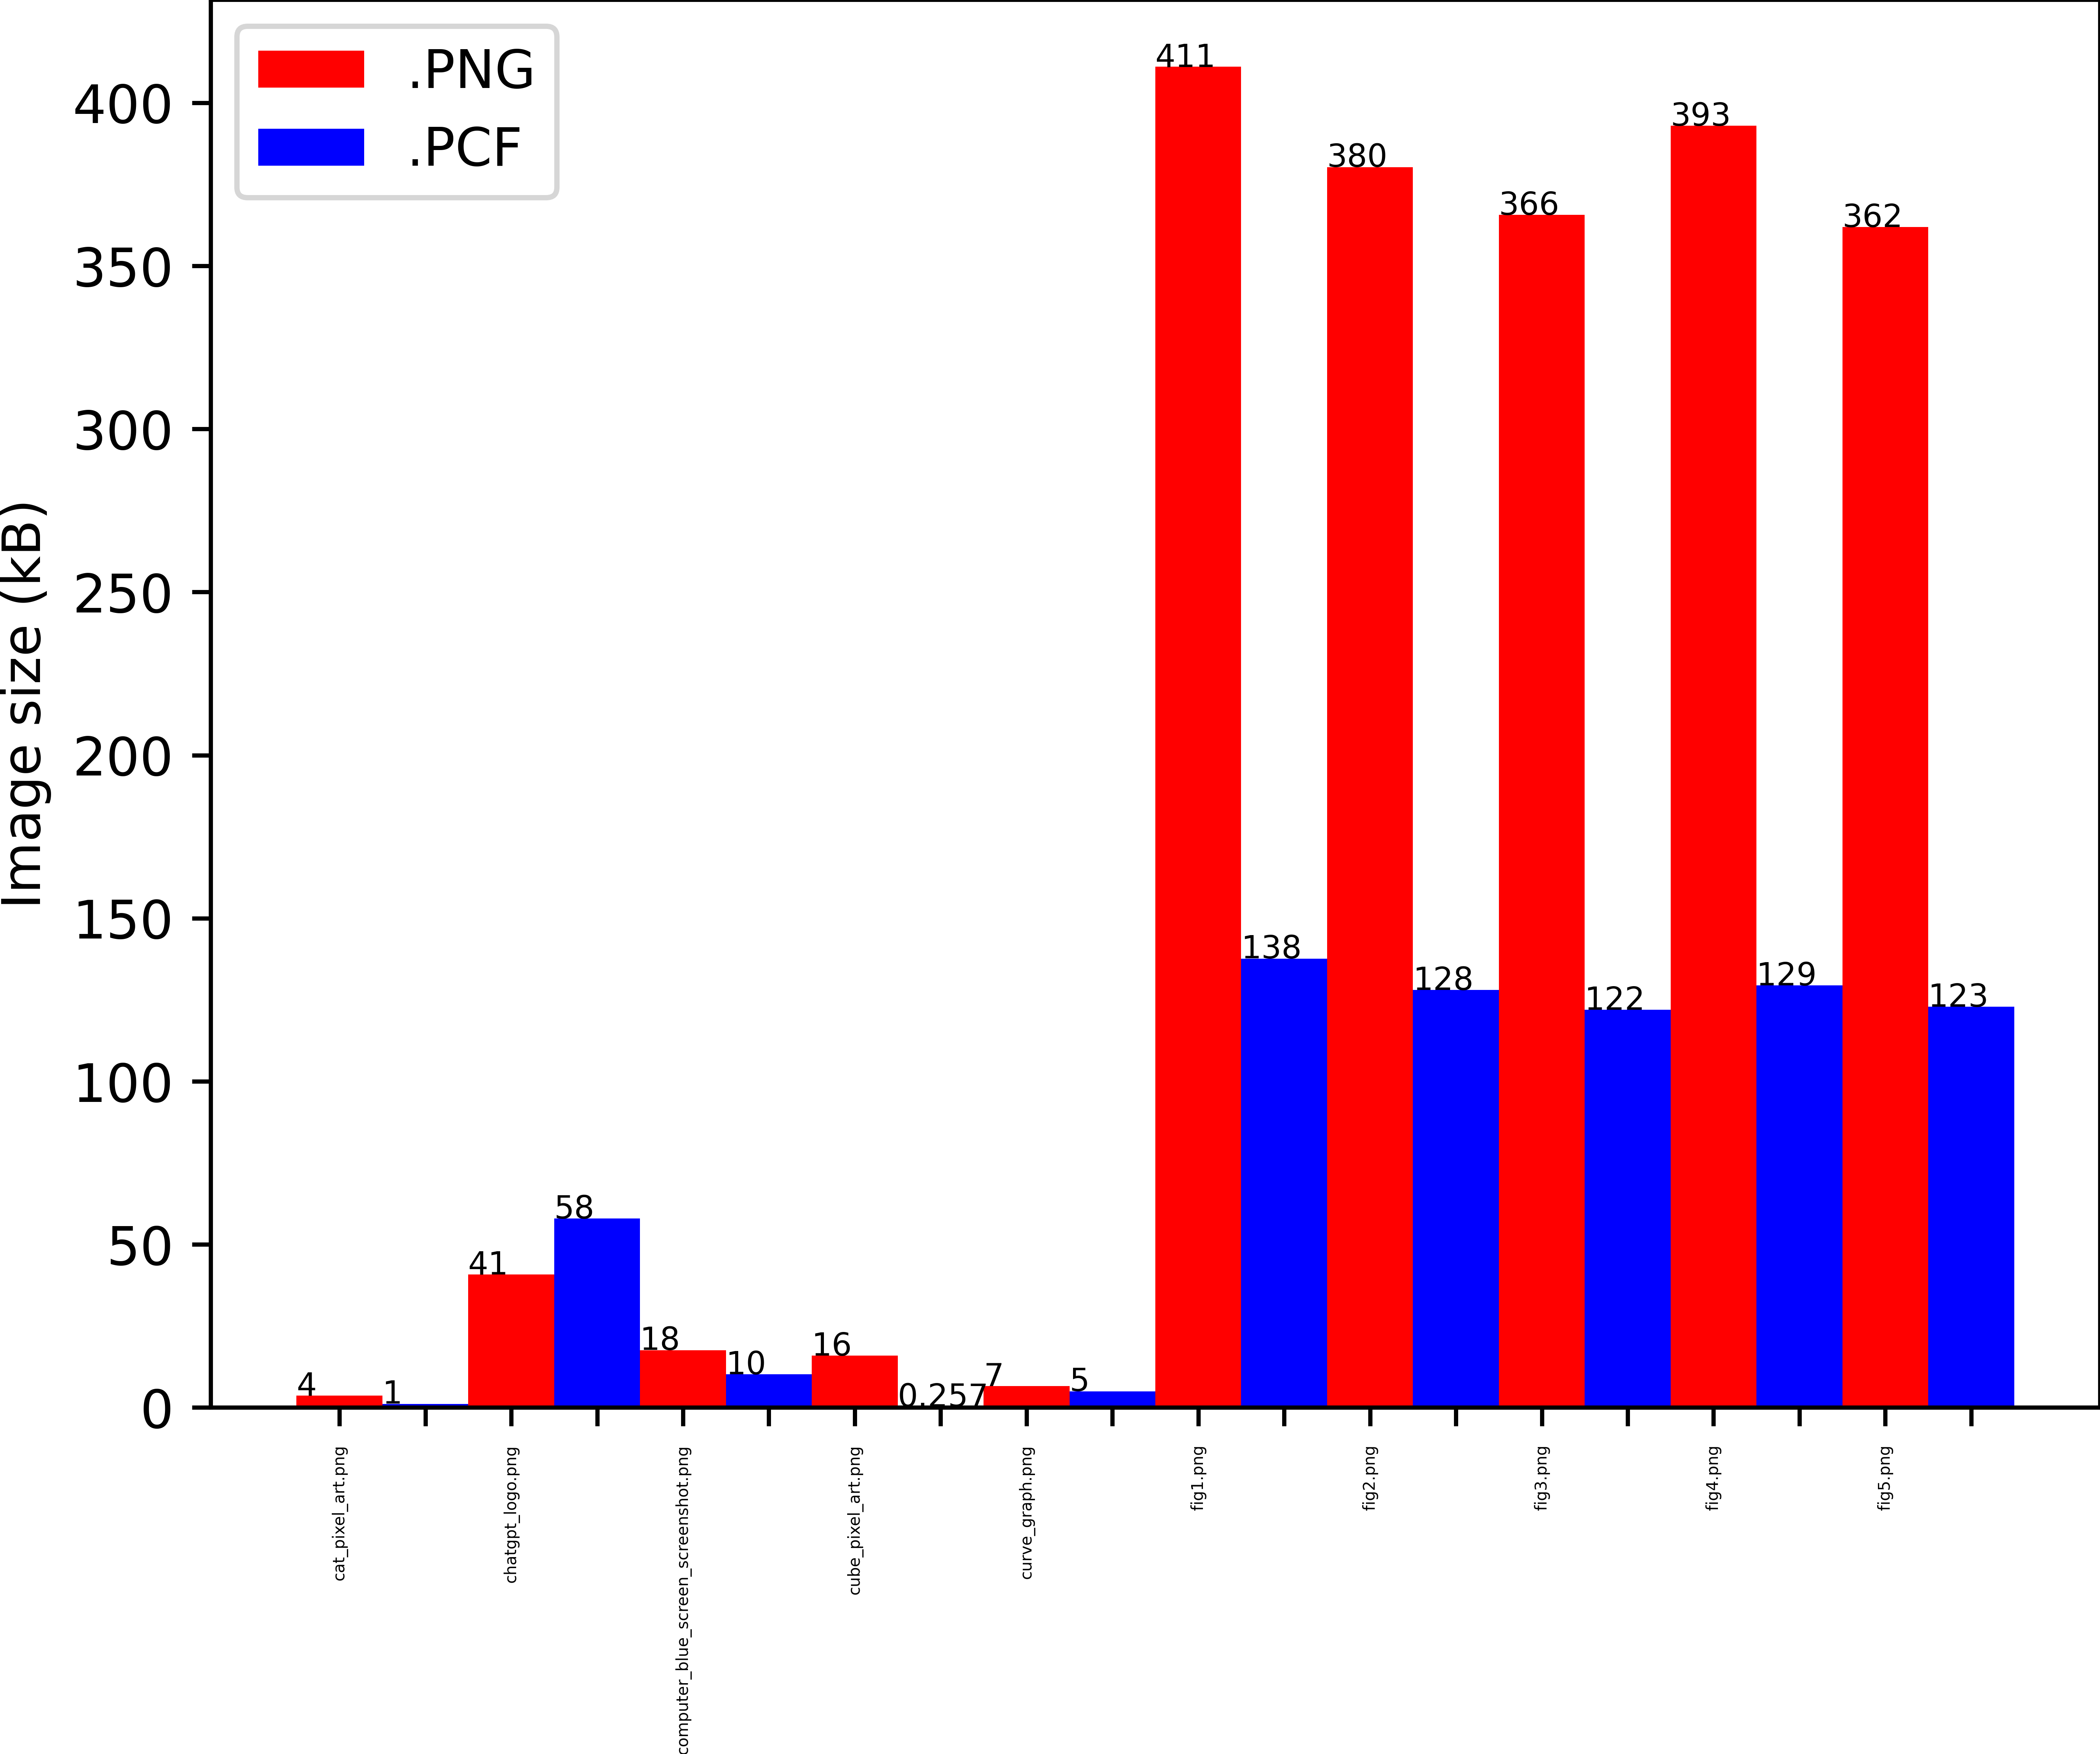 .PNG
.PCF
Image size (kB)
400
350
300
250
200
150
100
50
0
4
1
41
58
18
10
16
0.257
7
5
411
138
380
128
366
122
393
129
362
123
cat_pixel_art.png
chatgpt_logo.png
computer_blue_screen_screenshot.png
cube_pixel_art.png
curve_graph.png
fig1.png
fig2.png
fig3.png
fig4.png
fig5.png